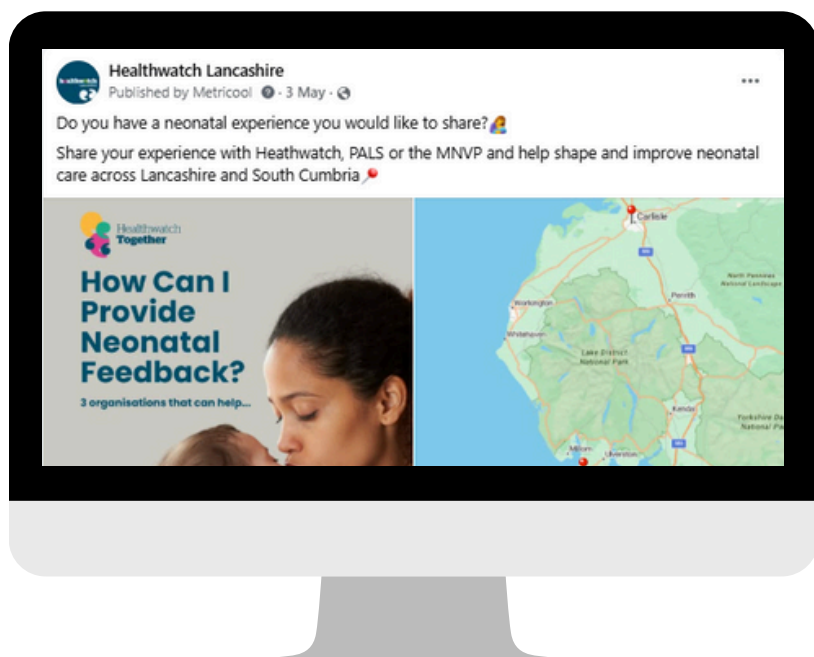 Healthwatch Lancashire
Published by Metricool · 3 May ·
Do you have a neonatal experience you would like to share?
Share your experience with Heathwatch, PALS or the MNVP and help shape and improve neonatal
care across Lancashire and South Cumbria
healthwatch
Healthwatch
Together
How Can I
Provide
Neonatal
Feedback?
3 organisations that can help...
Carlisle
North Pennines
National Landscape
Penrith
Workington
Whitehaven
Lake District
National Park
Kendal
Yorkshire Da
National Pa
Millom
Ulverston